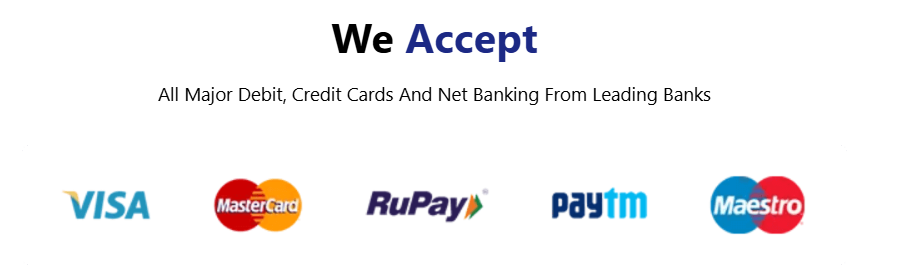 We Accept
All Major Debit, Credit Cards And Net Banking From Leading Banks
VISA MasterCard RuPay® paytm Maestro